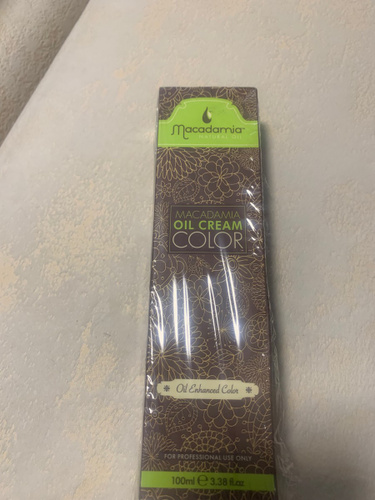 Macadamia
MACADAMIA
OIL CREAM
COLOR
Oil Enhanced Color
FOR PROFESSIONAL USE ONLY
100ml ℮ 3.38 fl.oz.